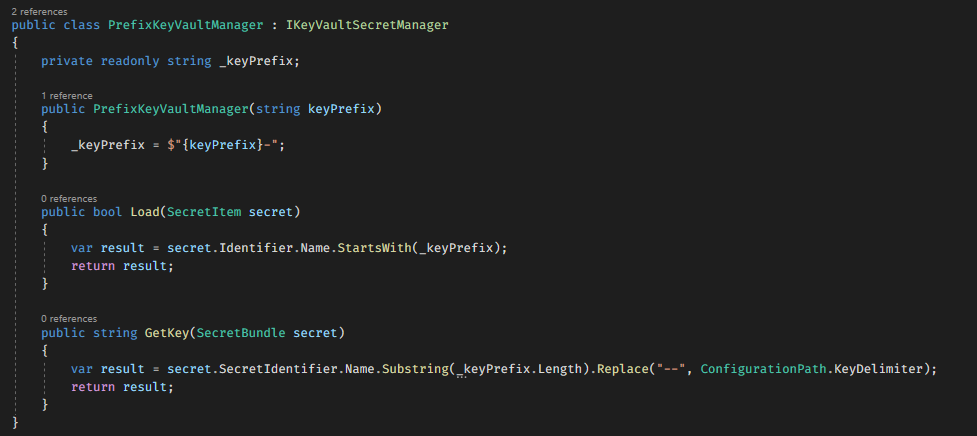 2 references
public class PrefixKeyVaultManager : IKeyVaultSecretManager
{
private readonly string _keyPrefix;
1 reference
public PrefixKeyVaultManager(string keyPrefix)
{
_keyPrefix = $"{keyPrefix}-";
}
0 references
public bool Load(SecretItem secret)
{
var result = secret.Identifier.Name.StartsWith(_keyPrefix);
return result;
}
0 references
public string GetKey(SecretBundle secret)
{
var result = secret.SecretIdentifier.Name.Substring(_keyPrefix.Length).Replace("--", ConfigurationPath.KeyDelimiter);
return result;
}
}